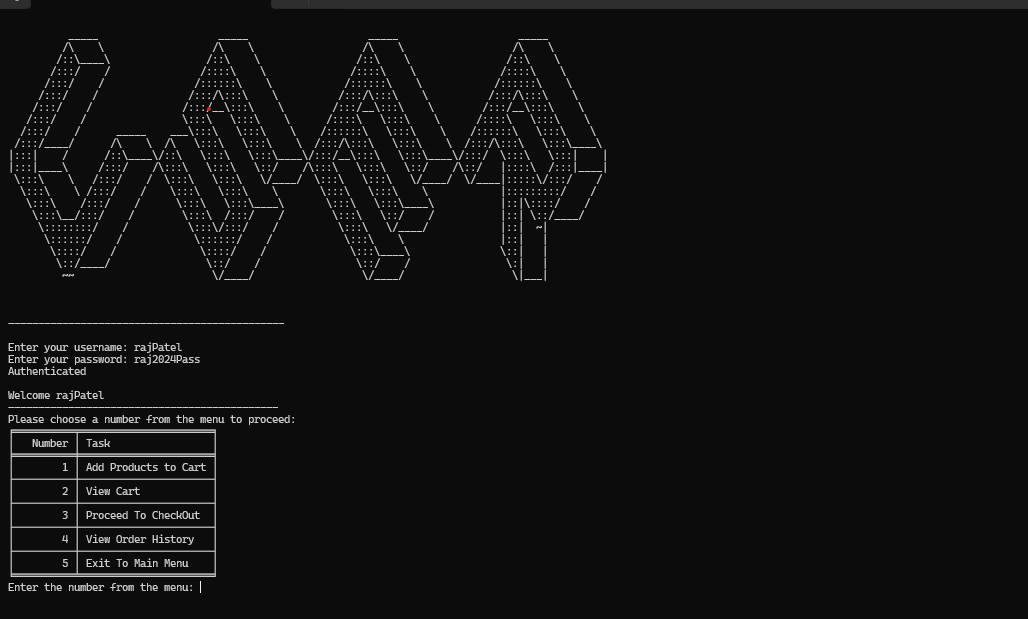 Enter your username: rajPatel
Enter your password: raj2024Pass
Authenticated
Welcome rajPatel
Please choose a number from the menu to proceed:
Number Task
1 Add Products to Cart
2 View Cart
3 Proceed To CheckOut
4 View Order History
5 Exit To Main Menu
Enter the number from the menu: